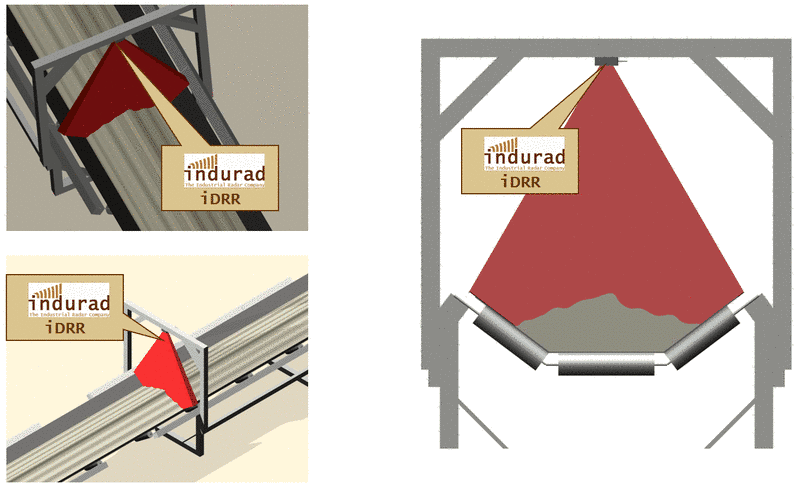 indurad
The Industrial Radar Company
iDRR
indurad
The Industrial Radar Company
iDRR
indurad
The Industrial Radar Company
iDRR